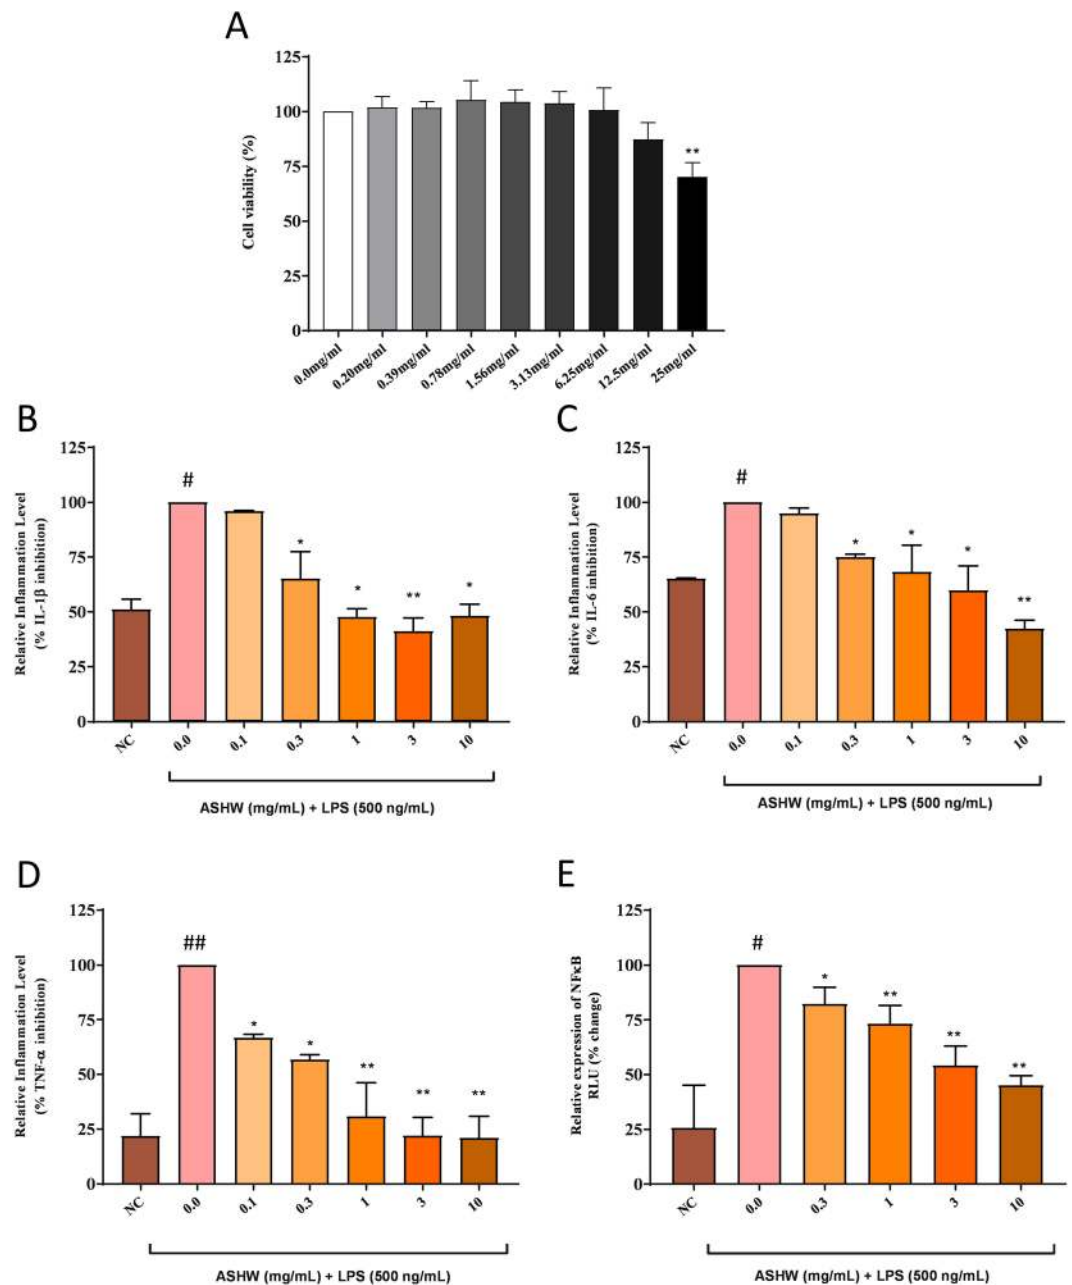 A
125
100
75
50
25
0
Cell viability (%)
**
0.0mg/ml
0.20mg/ml
0.39mg/ml
0.78mg/ml
1.56mg/ml
3.13mg/ml
6.25mg/ml
12.5mg/ml
25mg/ml
B
125
100
75
50
25
0
Relative Inflammation Level
(% IL-1β inhibition)
#
*
*
**
*
NC
0.0
0.1
0.3
1
3
10
ASHW (mg/mL) + LPS (500 ng/mL)
C
125
100
75
50
25
0
Relative Inflammation Level
(% IL-6 inhibition)
#
*
*
*
**
NC
0.0
0.1
0.3
1
3
10
ASHW (mg/mL) + LPS (500 ng/mL)
D
125
100
75
50
25
0
Relative Inflammation Level
(% TNF-α inhibition)
##
*
*
**
**
**
NC
0.0
0.1
0.3
1
3
10
ASHW (mg/mL) + LPS (500 ng/mL)
E
125
100
75
50
25
0
Relative expression of NFκB
RLU (% change)
#
*
**
**
**
NC
0.0
0.3
1
3
10
ASHW (mg/mL) + LPS (500 ng/mL)